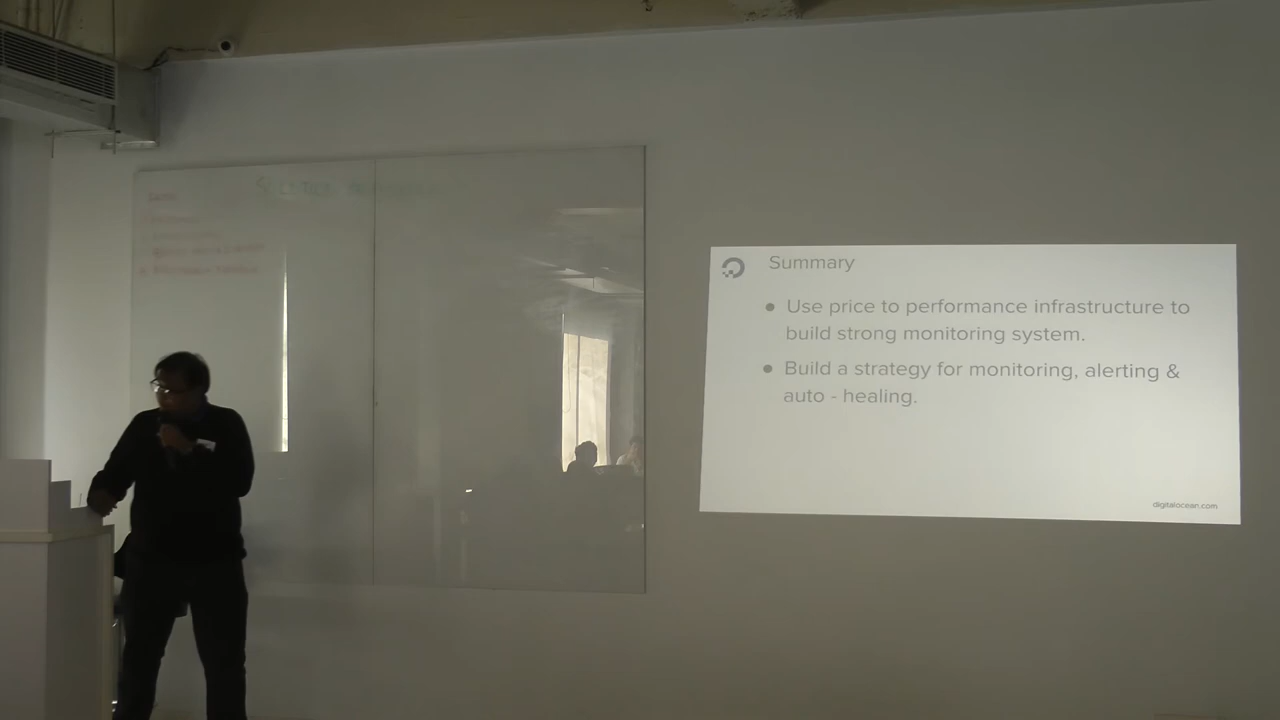 Summary
● Use price to performance infrastructure to
build strong monitoring system.
● Build a strategy for monitoring, alerting &
auto - healing.
digitalocean.com